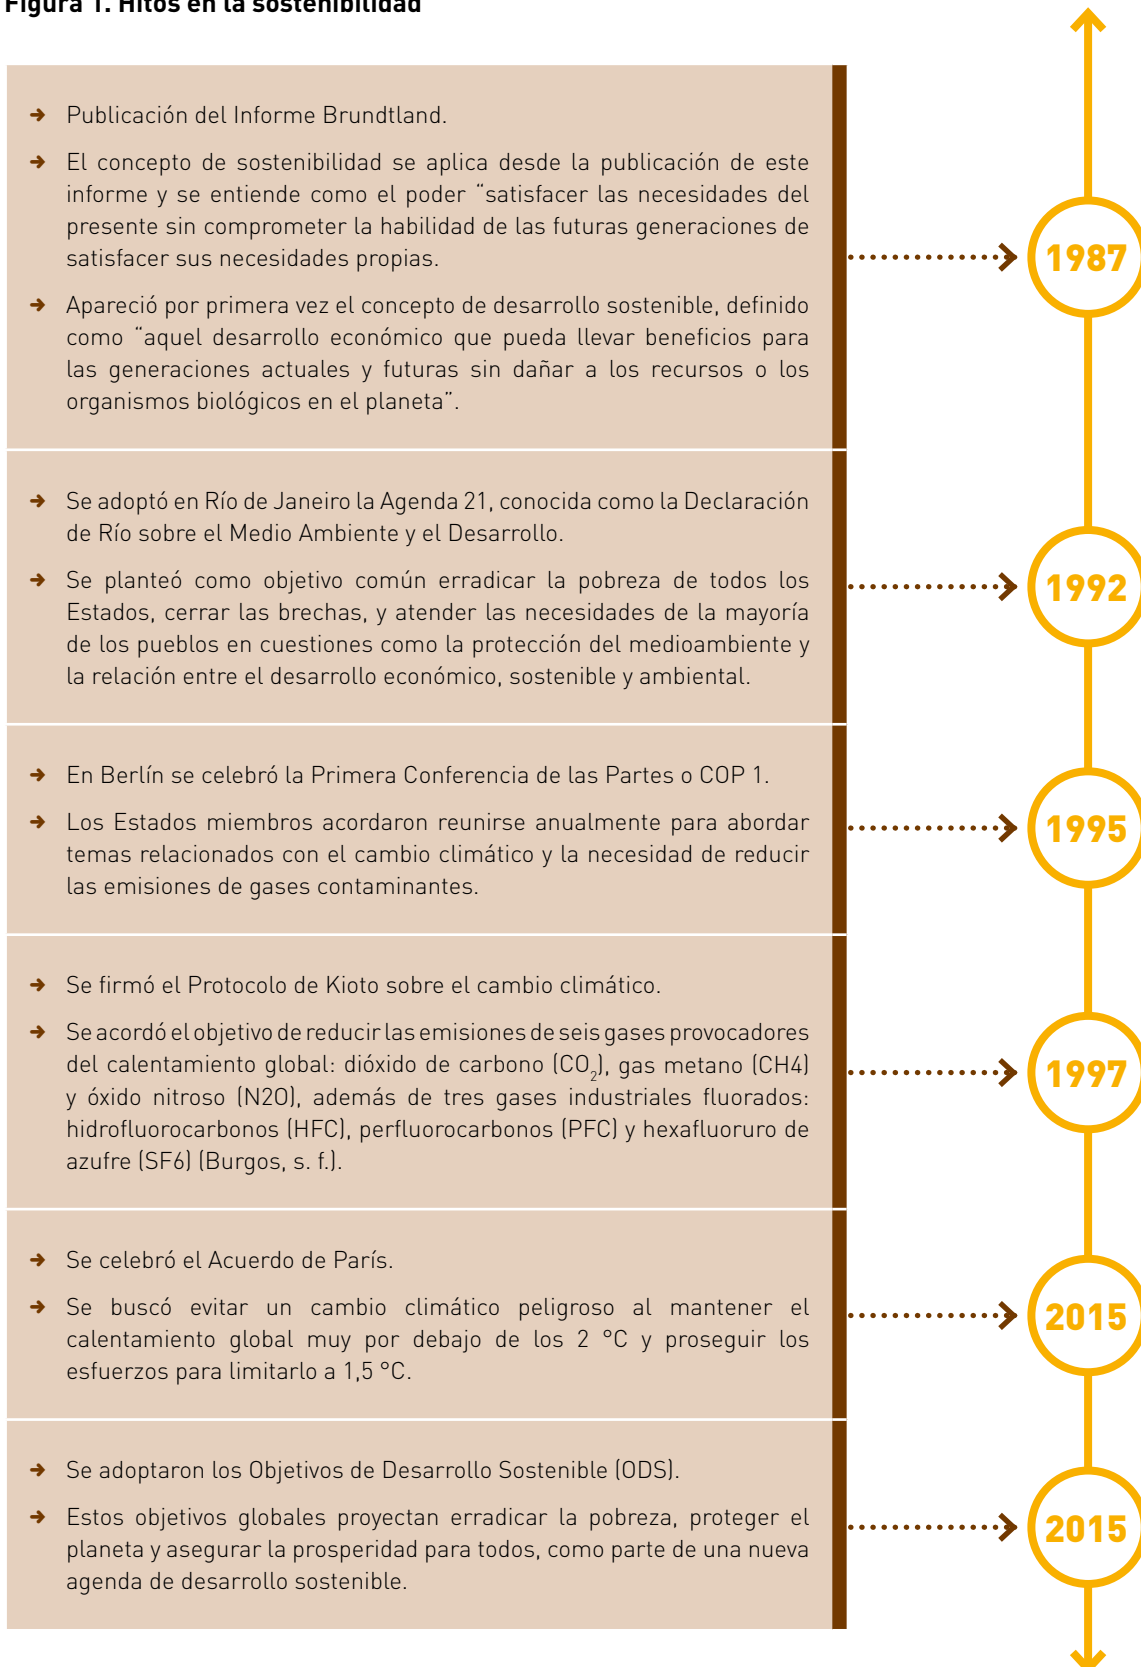 Figura 1. Hitos en la sostenibilidad
➔ Publicación del Informe Brundtland.
➔ El concepto de sostenibilidad se aplica desde la publicación de este
informe y se entiende como el poder “satisfacer las necesidades del
presente sin comprometer la habilidad de las futuras generaciones de
satisfacer sus necesidades propias.
➔ Apareció por primera vez el concepto de desarrollo sostenible, definido
como “aquel desarrollo económico que pueda llevar beneficios para
las generaciones actuales y futuras sin dañar a los recursos o los
organismos biológicos en el planeta”.
1987
➔ Se adoptó en Río de Janeiro la Agenda 21, conocida como la Declaración
de Río sobre el Medio Ambiente y el Desarrollo.
➔ Se planteó como objetivo común erradicar la pobreza de todos los
Estados, cerrar las brechas, y atender las necesidades de la mayoría
de los pueblos en cuestiones como la protección del medioambiente y
la relación entre el desarrollo económico, sostenible y ambiental.
1992
➔ En Berlín se celebró la Primera Conferencia de las Partes o COP 1.
➔ Los Estados miembros acordaron reunirse anualmente para abordar
temas relacionados con el cambio climático y la necesidad de reducir
las emisiones de gases contaminantes.
1995
➔ Se firmó el Protocolo de Kioto sobre el cambio climático.
➔ Se acordó el objetivo de reducir las emisiones de seis gases provocadores
del calentamiento global: dióxido de carbono (CO₂), gas metano (CH4)
y óxido nitroso (N2O), además de tres gases industriales fluorados:
hidrofluorocarbonos (HFC), perfluorocarbonos (PFC) y hexafluoruro de
azufre (SF6) (Burgos, s. f.).
1997
➔ Se celebró el Acuerdo de París.
➔ Se buscó evitar un cambio climático peligroso al mantener el
calentamiento global muy por debajo de los 2 °C y proseguir los
esfuerzos para limitarlo a 1,5 °C.
2015
➔ Se adoptaron los Objetivos de Desarrollo Sostenible (ODS).
➔ Estos objetivos globales proyectan erradicar la pobreza, proteger el
planeta y asegurar la prosperidad para todos, como parte de una nueva
agenda de desarrollo sostenible.
2015